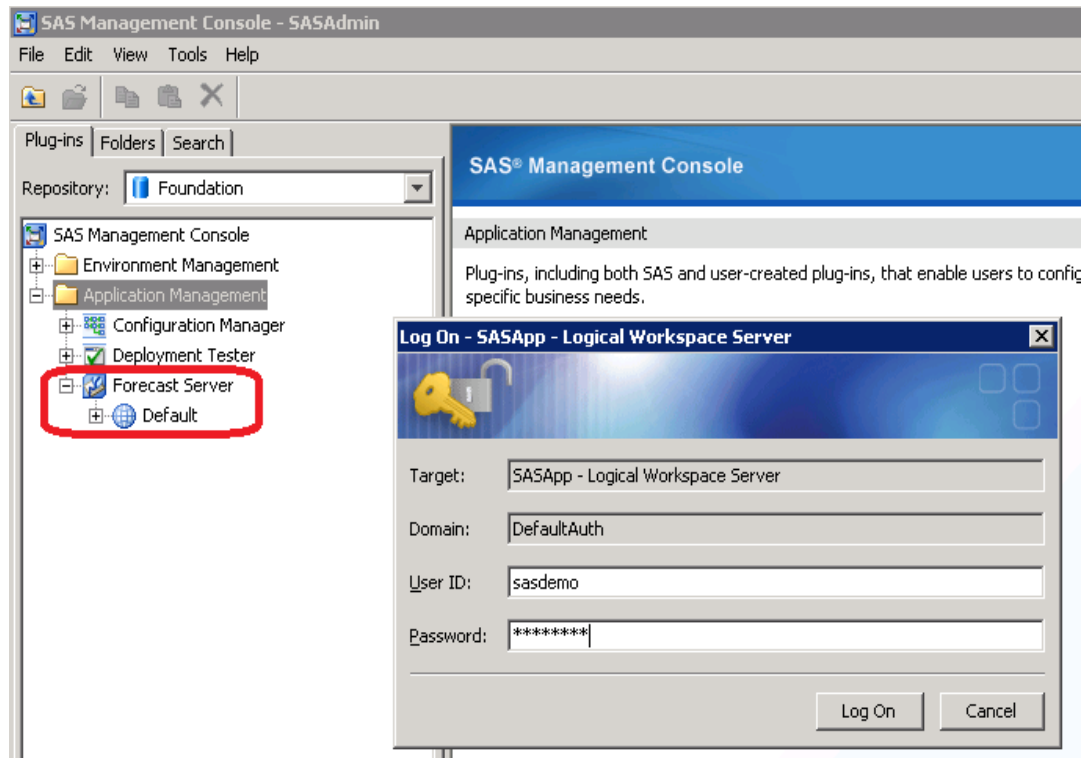 SAS Management Console - SASAdmin
File Edit View Tools Help
Plug-ins Folders Search
Repository: Foundation
SAS Management Console
Environment Management
Application Management
Configuration Manager
Deployment Tester
Forecast Server
Default
SAS® Management Console
Application Management
Plug-ins, including both SAS and user-created plug-ins, that enable users to config
specific business needs.
Log On - SASApp - Logical Workspace Server
Target: SASApp - Logical Workspace Server
Domain: DefaultAuth
User ID: sasdemo
Password: ********
Log On Cancel